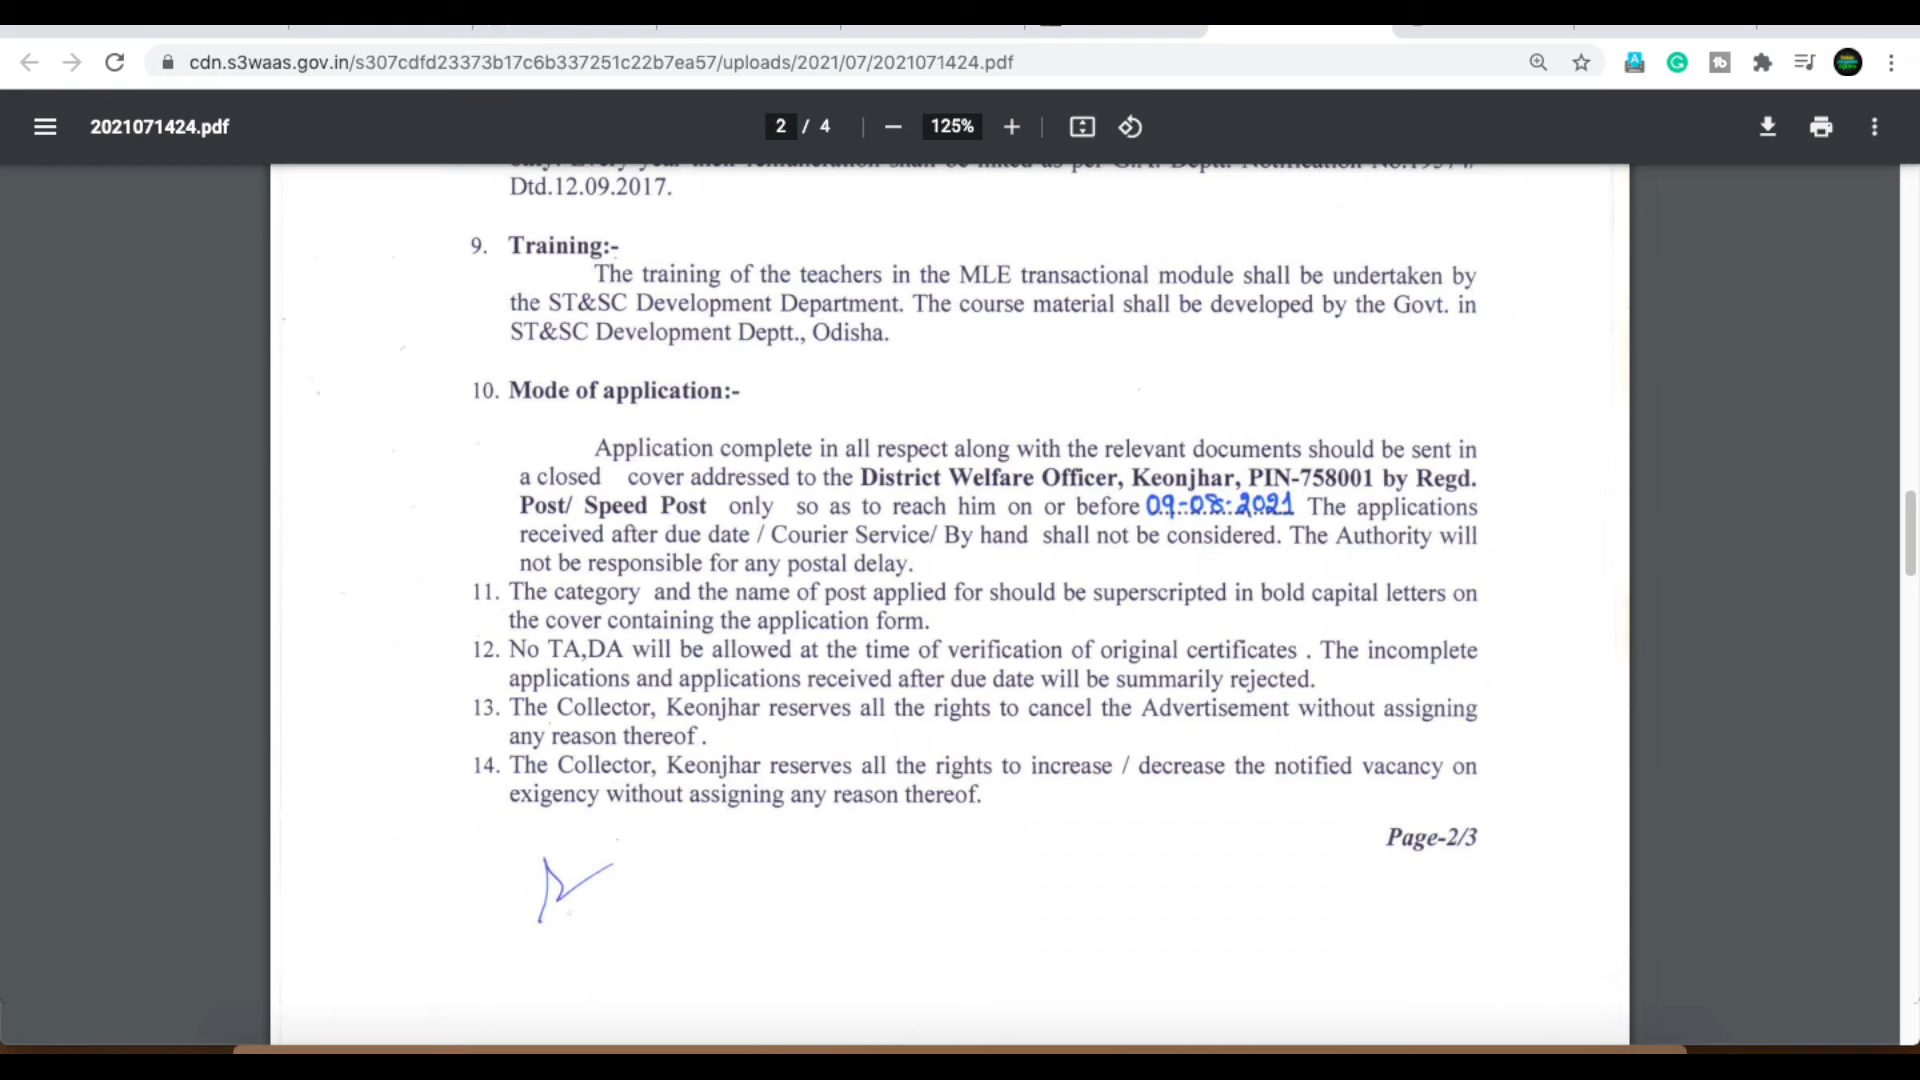 cdn.s3waas.gov.in/s307cdfd23373b17c6b337251c22b7ea57/uploads/2021/07/2021071424.pdf
2021071424.pdf
2 / 4
125%
Every year their remuneration shall be as per G.A. Deptt. Notification
Dtd.12.09.2017.
9. Training:-
The training of the teachers in the MLE transactional module shall be undertaken by
the ST&SC Development Department. The course material shall be developed by the Govt. in
ST&SC Development Deptt., Odisha.
10. Mode of application:-
Application complete in all respect along with the relevant documents should be sent in
a closed cover addressed to the District Welfare Officer, Keonjhar, PIN-758001 by Regd.
Post/ Speed Post only so as to reach him on or before 09-08-2021 The applications
received after due date / Courier Service/ By hand shall not be considered. The Authority will
not be responsible for any postal delay.
11. The category and the name of post applied for should be superscripted in bold capital letters on
the cover containing the application form.
12. No TA,DA will be allowed at the time of verification of original certificates . The incomplete
applications and applications received after due date will be summarily rejected.
13. The Collector, Keonjhar reserves all the rights to cancel the Advertisement without assigning
any reason thereof .
14. The Collector, Keonjhar reserves all the rights to increase / decrease the notified vacancy on
exigency without assigning any reason thereof.
Page-2/3